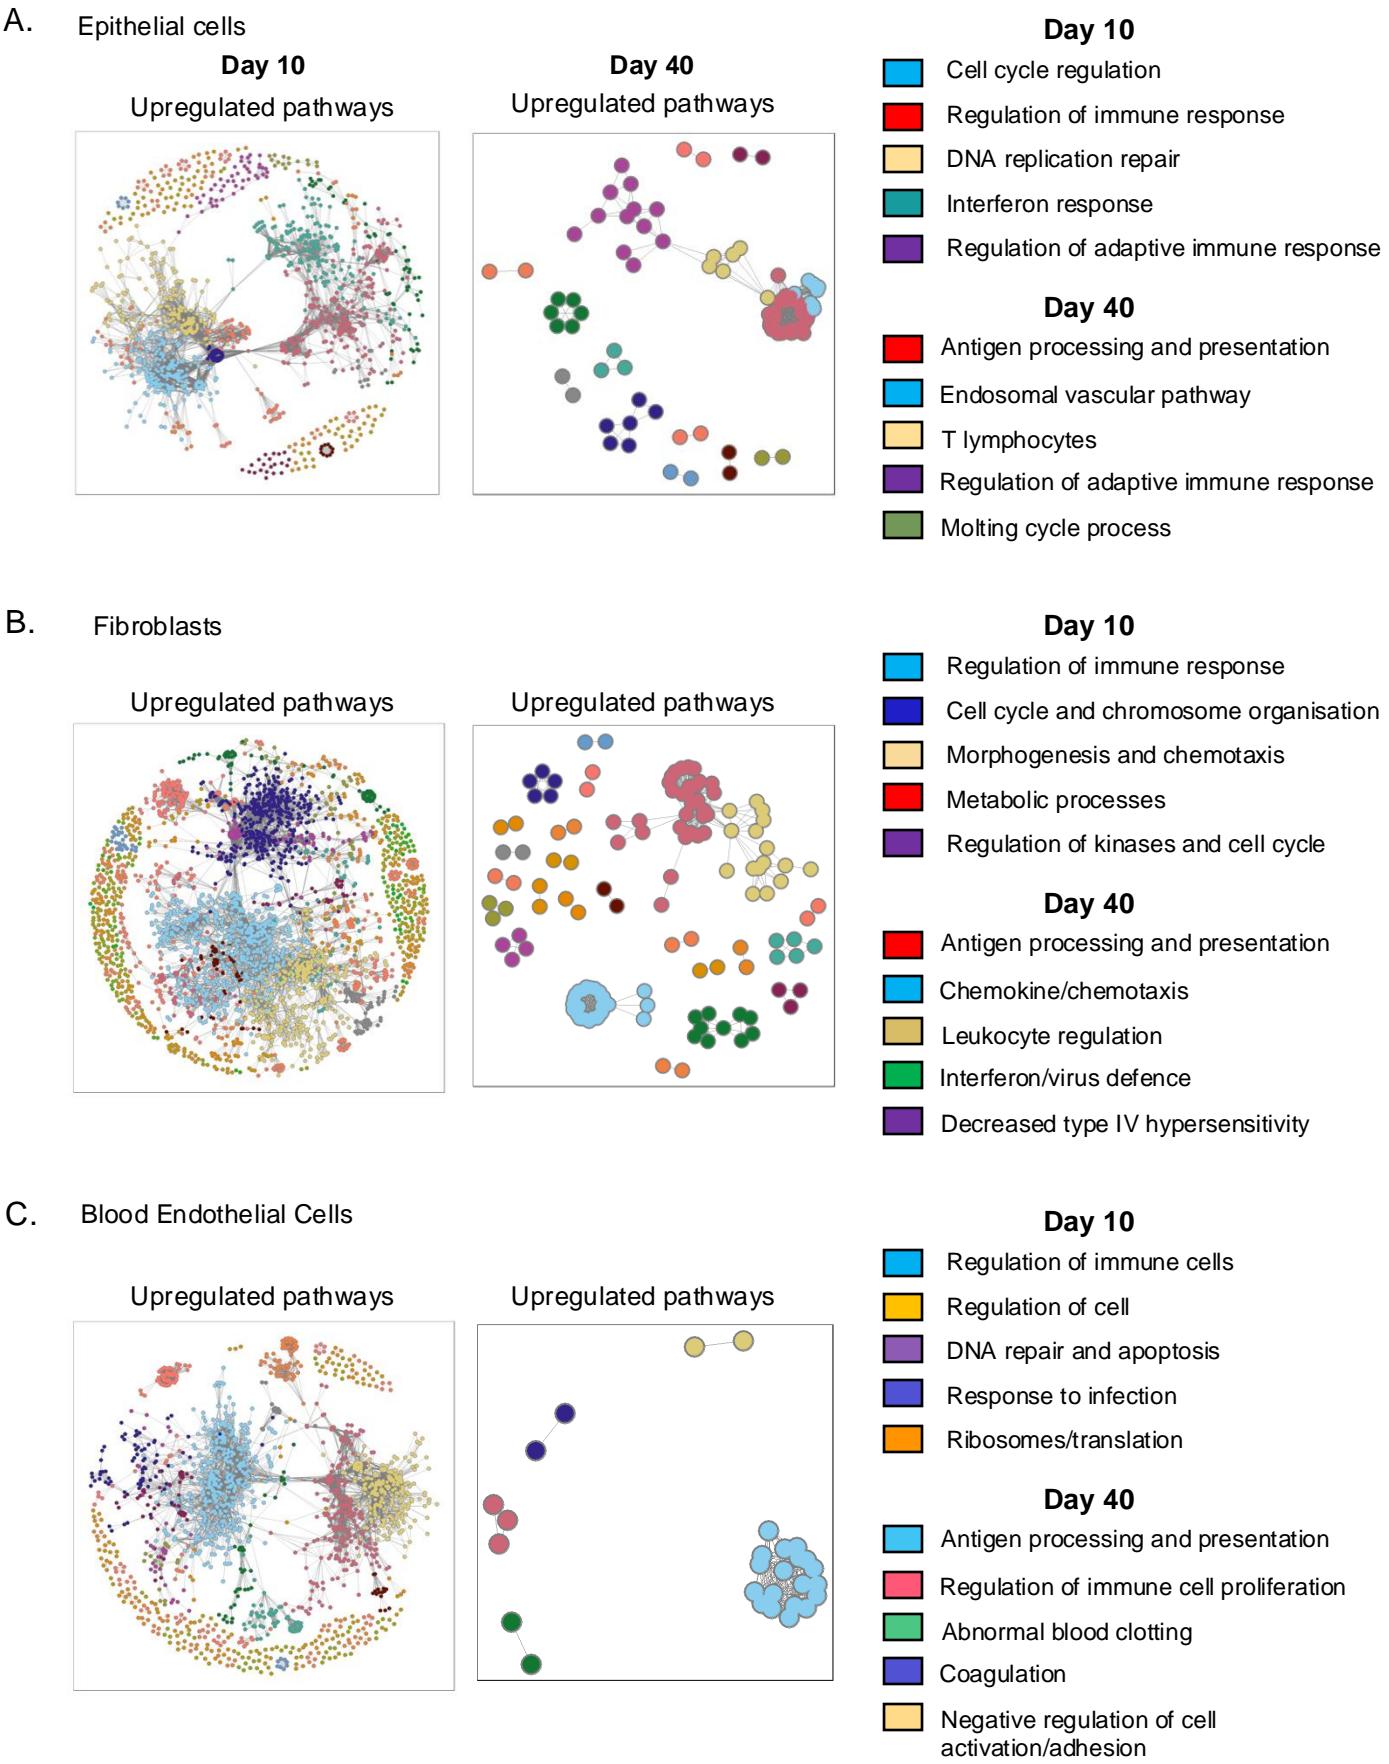 A.
Epithelial cells
Day 10
Day 40
Upregulated pathways
Upregulated pathways
Day 10
Cell cycle regulation
Regulation of immune response
DNA replication repair
Interferon response
Regulation of adaptive immune response
Day 40
Antigen processing and presentation
Endosomal vascular pathway
T lymphocytes
Regulation of adaptive immune response
Molting cycle process
B.
Fibroblasts
Upregulated pathways
Upregulated pathways
Day 10
Regulation of immune response
Cell cycle and chromosome organisation
Morphogenesis and chemotaxis
Metabolic processes
Regulation of kinases and cell cycle
Day 40
Antigen processing and presentation
Chemokine/chemotaxis
Leukocyte regulation
Interferon/virus defence
Decreased type IV hypersensitivity
C.
Blood Endothelial Cells
Upregulated pathways
Upregulated pathways
Day 10
Regulation of immune cells
Regulation of cell
DNA repair and apoptosis
Response to infection
Ribosomes/translation
Day 40
Antigen processing and presentation
Regulation of immune cell proliferation
Abnormal blood clotting
Coagulation
Negative regulation of cell
activation/adhesion